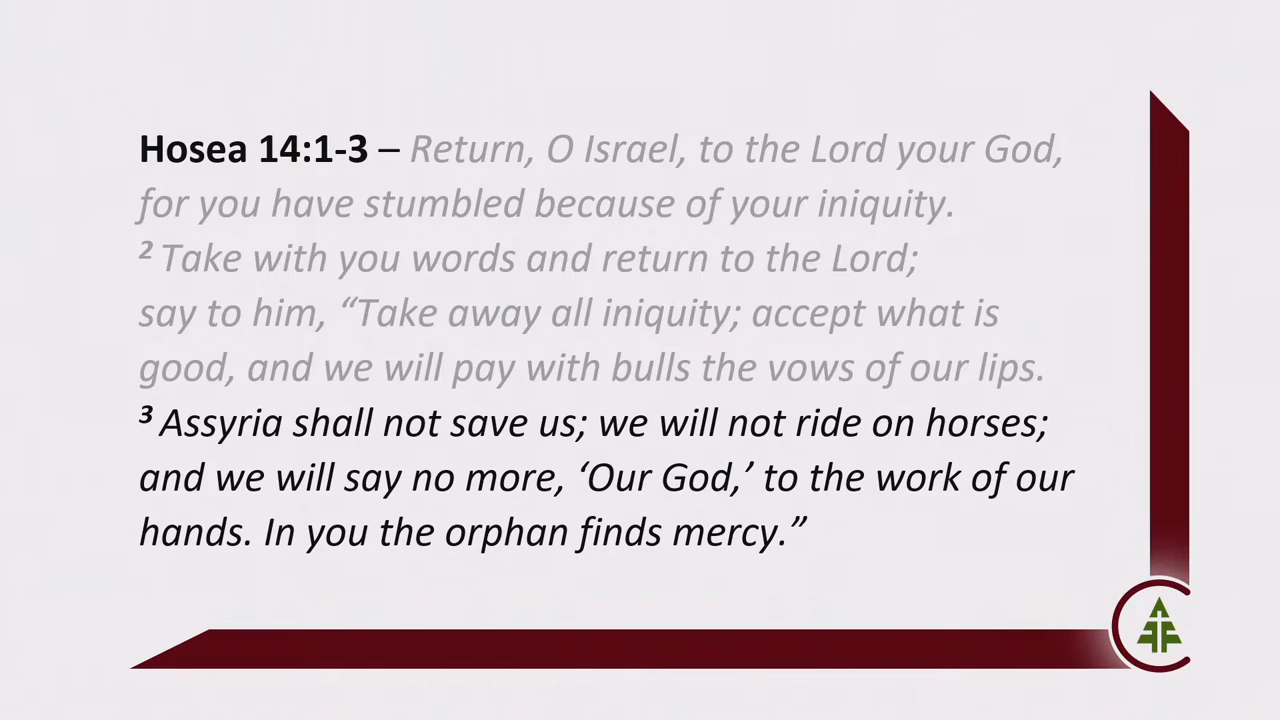 Hosea 14:1-3 – Return, O Israel, to the Lord your God,
for you have stumbled because of your iniquity.
² Take with you words and return to the Lord;
say to him, “Take away all iniquity; accept what is
good, and we will pay with bulls the vows of our lips.
³ Assyria shall not save us; we will not ride on horses;
and we will say no more, ‘Our God,’ to the work of our
hands. In you the orphan finds mercy.”